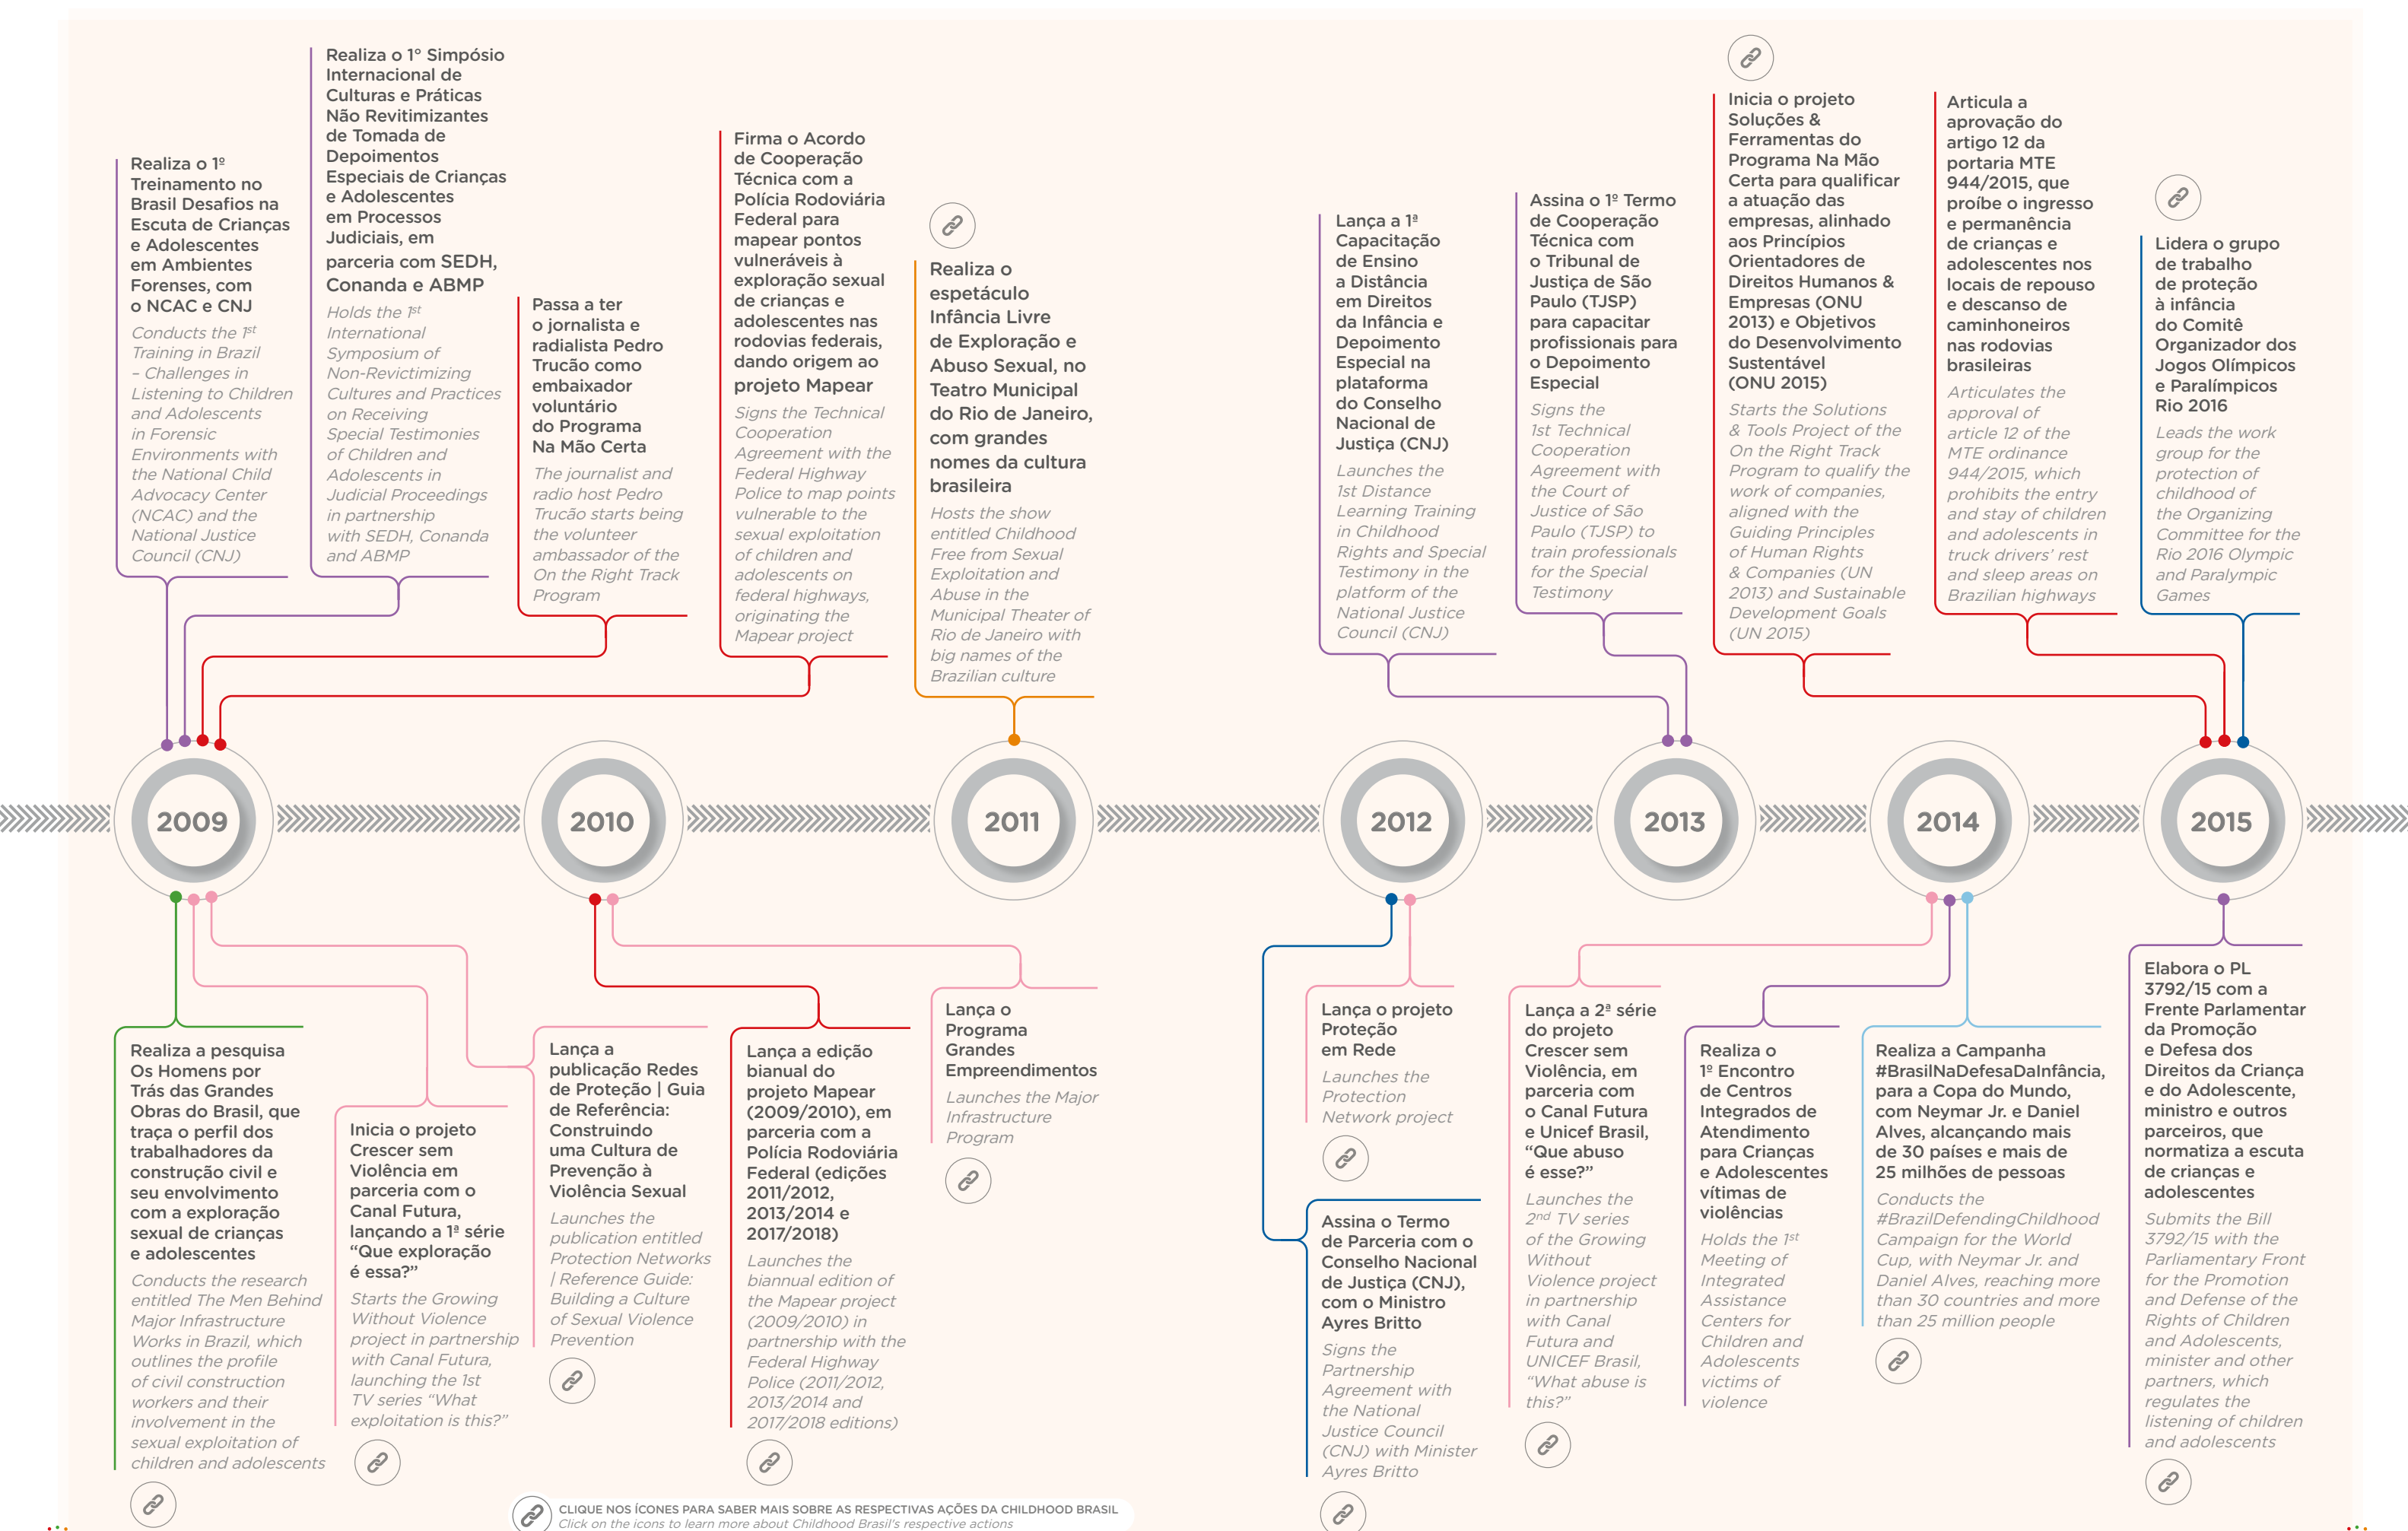 Realiza o 1º
Treinamento no
Brasil Desafios na
Escuta de Crianças
e Adolescentes
em Ambientes
Forenses, com
o NCAC e CNJ
Conducts the 1st
Training in Brazil
– Challenges in
Listening to Children
and Adolescents
in Forensic
Environments with
the National Child
Advocacy Center
(NCAC) and the
National Justice
Council (CNJ)
Realiza o 1° Simpósio
Internacional de
Culturas e Práticas
Não Revitimizantes
de Tomada de
Depoimentos
Especiais de Crianças
e Adolescentes
em Processos
Judiciais, em
parceria com SEDH,
Conanda e ABMP
Holds the 1st
International
Symposium of
Non-Revictimizing
Cultures and Practices
on Receiving
Special Testimonies
of Children and
Adolescents in
Judicial Proceedings
in partnership
with SEDH, Conanda
and ABMP
Passa a ter
o jornalista e
radialista Pedro
Trucão como
embaixador
voluntário
do Programa
Na Mão Certa
The journalist and
radio host Pedro
Trucão starts being
the volunteer
ambassador of the
On the Right Track
Program
Firma o Acordo
de Cooperação
Técnica com a
Polícia Rodoviária
Federal para
mapear pontos
vulneráveis à
exploração sexual
de crianças e
adolescentes nas
rodovias federais,
dando origem ao
projeto Mapear
Signs the Technical
Cooperation
Agreement with the
Federal Highway
Police to map points
vulnerable to the
sexual exploitation
of children and
adolescents on
federal highways,
originating the
Mapear project
Realiza o
espetáculo
Infância Livre
de Exploração e
Abuso Sexual, no
Teatro Municipal
do Rio de Janeiro,
com grandes
nomes da cultura
brasileira
Hosts the show
entitled Childhood
Free from Sexual
Exploitation and
Abuse in the
Municipal Theater of
Rio de Janeiro with
big names of the
Brazilian culture
Lança a 1ª
Capacitação
de Ensino
a Distância
em Direitos
da Infância e
Depoimento
Especial na
plataforma
do Conselho
Nacional de
Justiça (CNJ)
Launches the
1st Distance
Learning Training
in Childhood
Rights and Special
Testimony in the
platform of the
National Justice
Council (CNJ)
Assina o 1º Termo
de Cooperação
Técnica com
o Tribunal de
Justiça de São
Paulo (TJSP)
para capacitar
profissionais para
o Depoimento
Especial
Signs the
1st Technical
Cooperation
Agreement with
the Court of
Justice of São
Paulo (TJSP) to
train professionals
for the Special
Testimony
Inicia o projeto
Soluções &
Ferramentas do
Programa Na Mão
Certa para qualificar
a atuação das
empresas, alinhado
aos Princípios
Orientadores de
Direitos Humanos &
Empresas (ONU
2013) e Objetivos
do Desenvolvimento
Sustentável
(ONU 2015)
Starts the Solutions
& Tools Project of the
On the Right Track
Program to qualify the
work of companies,
aligned with the
Guiding Principles
of Human Rights
& Companies (UN
2013) and Sustainable
Development Goals
(UN 2015)
Articula a
aprovação do
artigo 12 da
portaria MTE
944/2015, que
proíbe o ingresso
e permanência
de crianças e
adolescentes nos
locais de repouso
e descanso de
caminhoneiros
nas rodovias
brasileiras
Articulates the
approval of
article 12 of the
MTE ordinance
944/2015, which
prohibits the entry
and stay of children
and adolescents in
truck drivers' rest
and sleep areas on
Brazilian highways
Lidera o grupo
de trabalho
de proteção
à infância
do Comitê
Organizador dos
Jogos Olímpicos
e Paralímpicos
Rio 2016
Leads the work
group for the
protection of
childhood of
the Organizing
Committee for the
Rio 2016 Olympic
and Paralympic
Games
2009
2010
2011
2012
2013
2014
2015
Realiza a pesquisa
Os Homens por
Trás das Grandes
Obras do Brasil, que
traça o perfil dos
trabalhadores da
construção civil e
seu envolvimento
com a exploração
sexual de crianças
e adolescentes
Conducts the research
entitled The Men Behind
Major Infrastructure
Works in Brazil, which
outlines the profile
of civil construction
workers and their
involvement in the
sexual exploitation of
children and adolescents
Inicia o projeto
Crescer sem
Violência em
parceria com o
Canal Futura,
lançando a 1ª série
“Que exploração
é essa?”
Starts the Growing
Without Violence
project in partnership
with Canal Futura,
launching the 1st
TV series “What
exploitation is this?”
Lança a
publicação Redes
de Proteção | Guia
de Referência:
Construindo
uma Cultura de
Prevenção à
Violência Sexual
Launches the
publication entitled
Protection Networks
| Reference Guide:
Building a Culture
of Sexual Violence
Prevention
Lança a edição
bianual do
projeto Mapear
(2009/2010), em
parceria com a
Polícia Rodoviária
Federal (edições
2011/2012,
2013/2014 e
2017/2018)
Launches the
biannual edition of
the Mapear project
(2009/2010) in
partnership with the
Federal Highway
Police (2011/2012,
2013/2014 and
2017/2018 editions)
Lança o
Programa
Grandes
Empreendimentos
Launches the Major
Infrastructure
Program
Lança o projeto
Proteção
em Rede
Launches the
Protection
Network project
Assina o Termo
de Parceria com o
Conselho Nacional
de Justiça (CNJ),
com o Ministro
Ayres Britto
Signs the
Partnership
Agreement with
the National
Justice Council
(CNJ) with Minister
Ayres Britto
Lança a 2ª série
do projeto
Crescer sem
Violência, em
parceria com
o Canal Futura
e Unicef Brasil,
“Que abuso
é esse?”
Launches the
2nd TV series
of the Growing
Without
Violence project
in partnership
with Canal
Futura and
UNICEF Brasil,
“What abuse is
this?”
Realiza o
1º Encontro
de Centros
Integrados de
Atendimento
para Crianças
e Adolescentes
vítimas de
violências
Holds the 1st
Meeting of
Integrated
Assistance
Centers for
Children and
Adolescents
victims of
violence
Realiza a Campanha
#BrasilNaDefesaDaInfância,
para a Copa do Mundo,
com Neymar Jr. e Daniel
Alves, alcançando mais
de 30 países e mais de
25 milhões de pessoas
Conducts the
#BrazilDefendingChildhood
Campaign for the World
Cup, with Neymar Jr. and
Daniel Alves, reaching more
than 30 countries and more
than 25 million people
Elabora o PL
3792/15 com a
Frente Parlamentar
da Promoção
e Defesa dos
Direitos da Criança
e do Adolescente,
ministro e outros
parceiros, que
normatiza a escuta
de crianças e
adolescentes
Submits the Bill
3792/15 with the
Parliamentary Front
for the Promotion
and Defense of the
Rights of Children
and Adolescents,
minister and other
partners, which
regulates the
listening of children
and adolescents
CLIQUE NOS ÍCONES PARA SABER MAIS SOBRE AS RESPECTIVAS AÇÕES DA CHILDHOOD BRASIL
Click on the icons to learn more about Childhood Brasil's respective actions